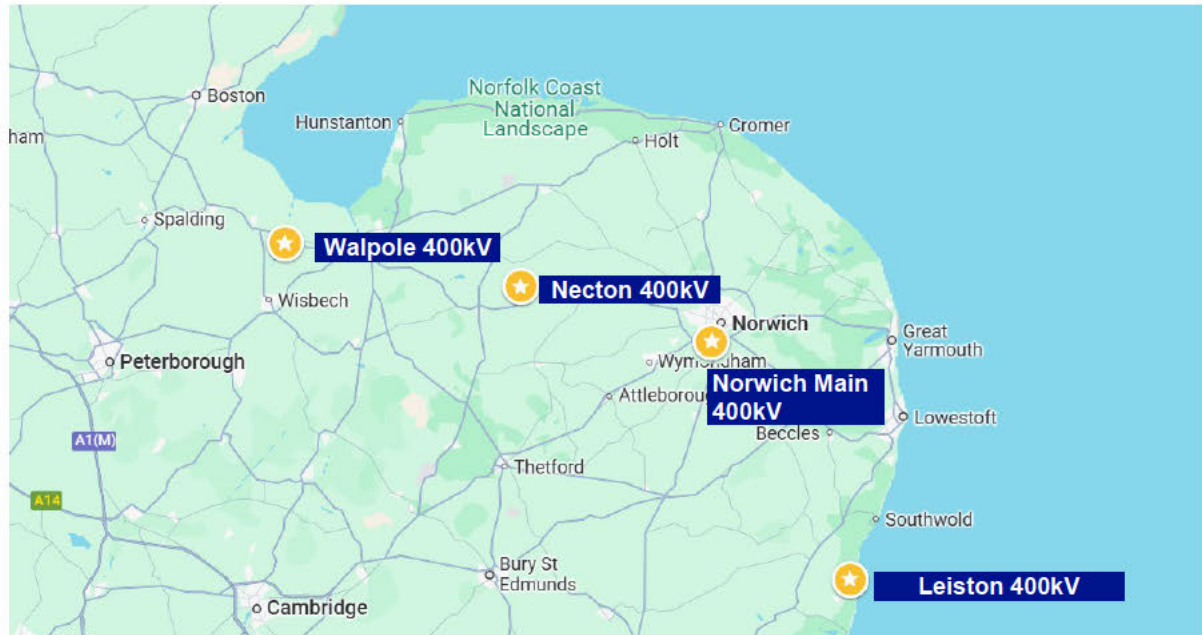 Boston
Norfolk Coast
National
Landscape
Hunstanton
Cromer
Holt
ham
Spalding
Walpole 400kV
Necton 400kV
Wisbech
Norwich
Great
Yarmouth
Peterborough
Wymondham
Norwich Main
400kV
Attleborou
Lowestoft
Beccles
A1(M)
Thetford
A14
Southwold
Bury St
Edmunds
Leiston 400kV
Cambridge